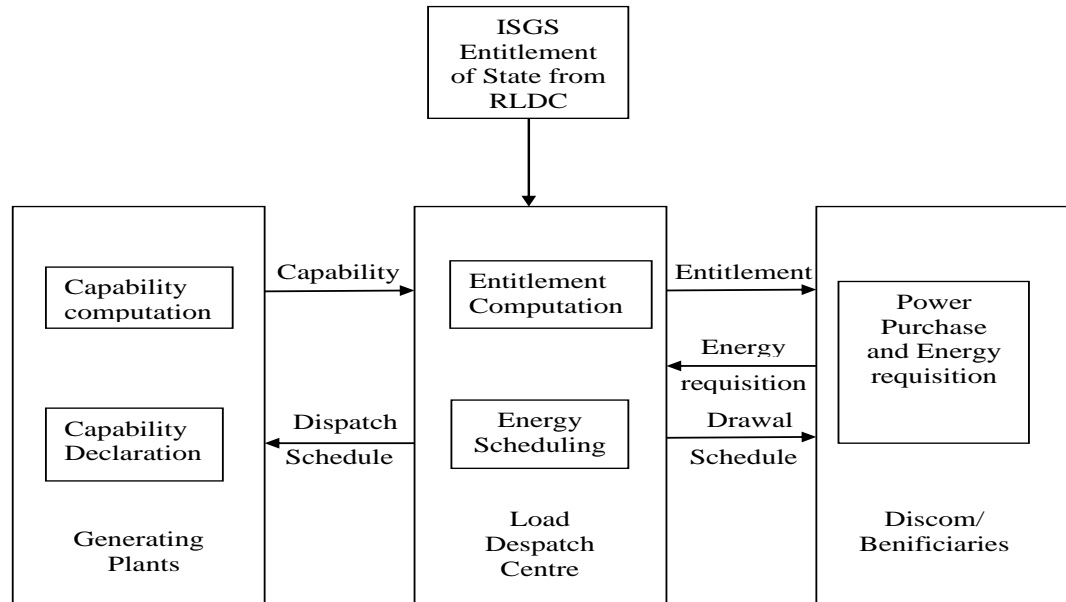 ISGS
Entitlement
of State from
RLDC
Capability
computation
Capability
Declaration
Generating
Plants
Capability
Dispatch
Schedule
Entitlement
Computation
Energy
Scheduling
Load
Despatch
Centre
Entitlement
Energy
requisition
Drawal
Schedule
Power
Purchase
and Energy
requisition
Discom/
Benificiaries